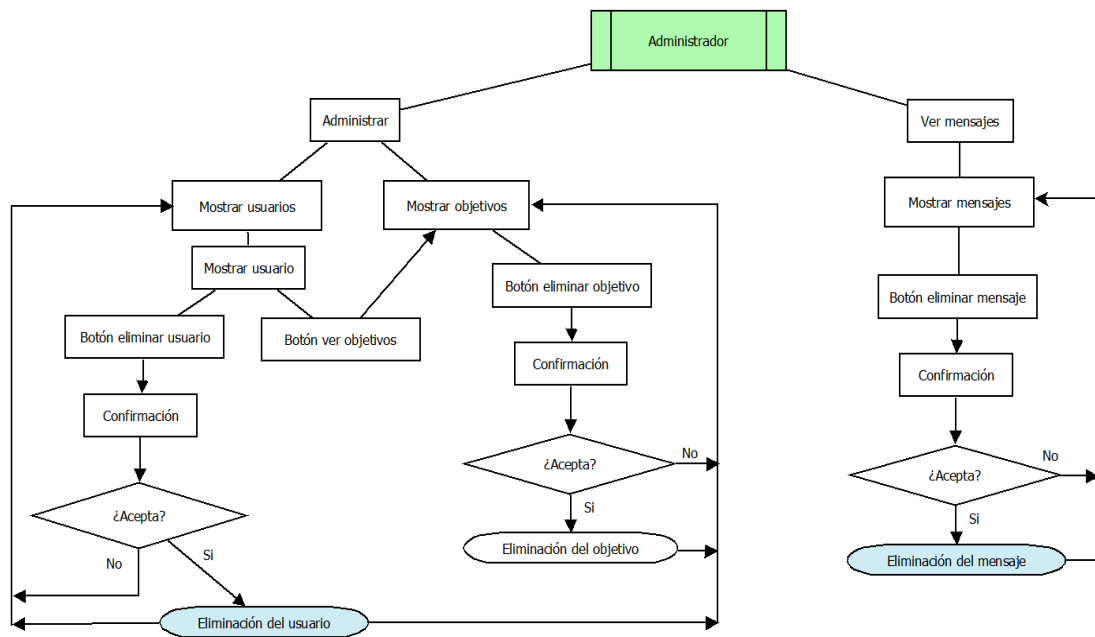 Administrador
Administrar
Ver mensajes
Mostrar usuarios
Mostrar objetivos
Mostrar mensajes
Mostrar usuario
Botón eliminar objetivo
Botón eliminar mensaje
Botón eliminar usuario
Botón ver objetivos
Confirmación
Confirmación
Confirmación
¿Acepta?
No
¿Acepta?
No
¿Acepta?
Si
Si
No
Si
Eliminación del objetivo
Eliminación del mensaje
Eliminación del usuario